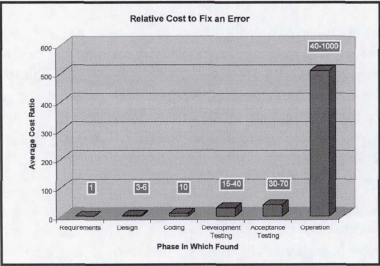 Relative Cost to Fix an Error
Average Cost Ratio
600
500
400
300
200
100
0
1
3-6
10
15-40
30-70
40-1000
Requirements
Design
Coding
Development
Testing
Acceptance
Testing
Operation
Phase in Which Found